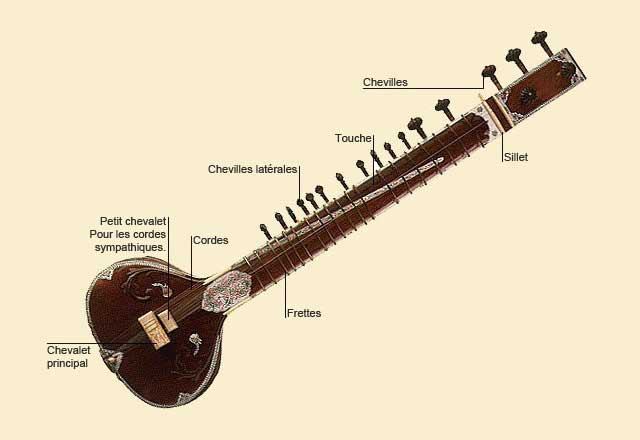 Chevilles
Touche
Sillet
Chevilles latérales
Petit chevalet
Pour les cordes
sympathiques.
Cordes
Frettes
Chevalet
principal